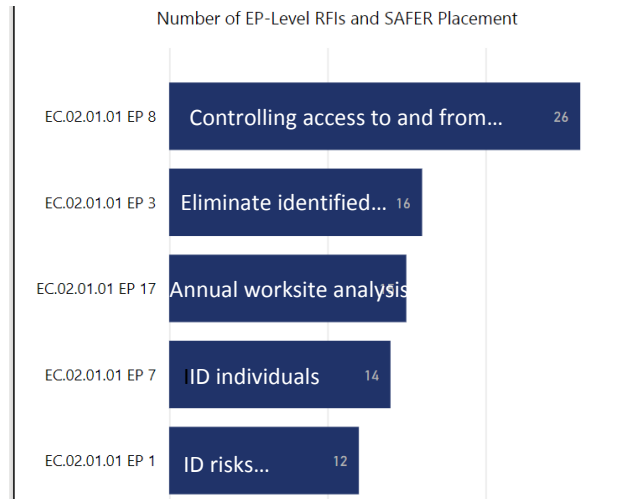 Number of EP-Level RFIs and SAFER Placement
EC.02.01.01 EP 8 Controlling access to and from... 26
EC.02.01.01 EP 3 Eliminate identified... 16
EC.02.01.01 EP 17 Annual worksite analysis
EC.02.01.01 EP 7 ID individuals 14
EC.02.01.01 EP 1 ID risks... 12